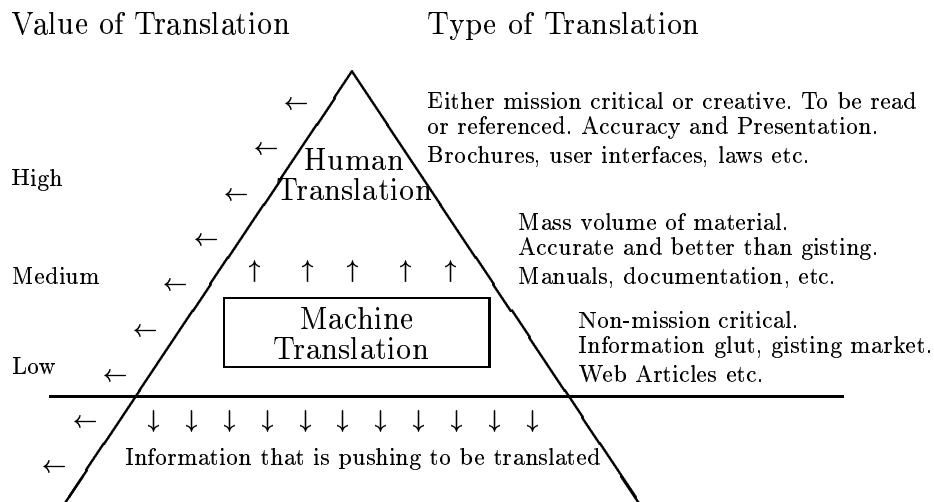 Value of Translation
Type of Translation
Either mission critical or creative. To be read
or referenced. Accuracy and Presentation.
Brochures, user interfaces, laws etc.
Human
Translation
High
Mass volume of material.
Accurate and better than gisting.
Manuals, documentation, etc.
Medium
Machine
Translation
Non-mission critical.
Information glut, gisting market.
Web Articles etc.
Low
Information that is pushing to be translated